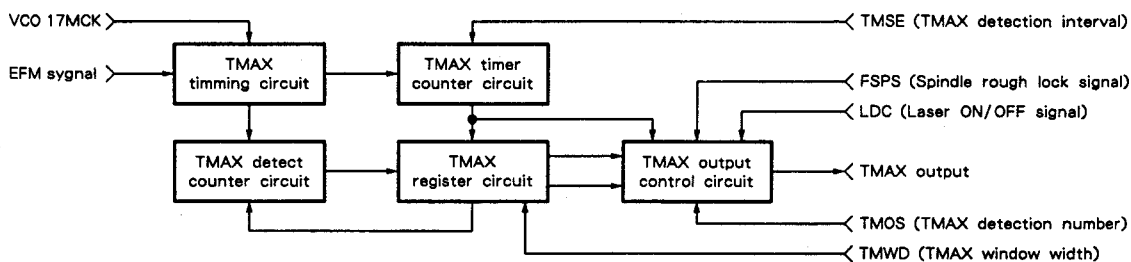 VCO 17MCK
TMSE (TMAX detection interval)
TMAX
timming circuit
TMAX timer
counter circuit
EFM sygnal
FSPS (Spindle rough lock signal)
LDC (Laser ON/OFF signal)
TMAX detect
counter circuit
TMAX
register circuit
TMAX output
control circuit
TMAX output
TMOS (TMAX detection number)
TMWD (TMAX window width)